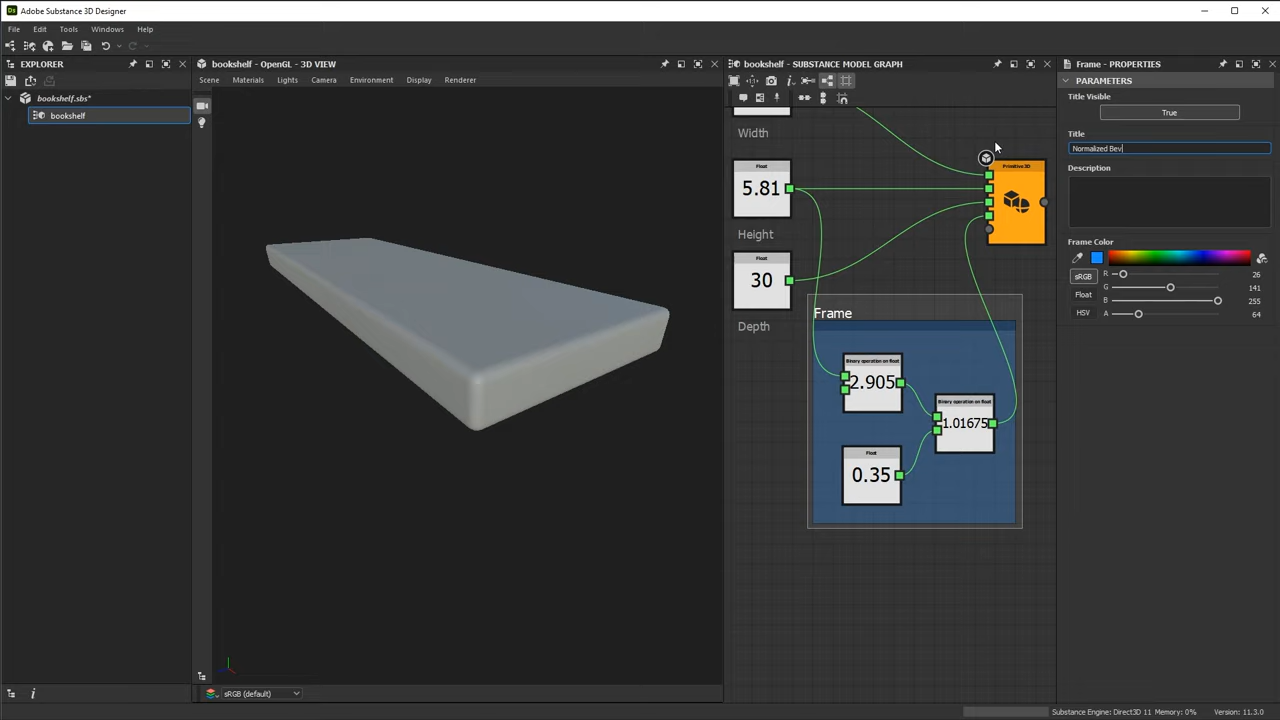 Adobe Substance 3D Designer
File Edit Tools Windows Help
EXPLORER
bookshelf.sbs*
bookshelf
bookshelf - OpenGL - 3D VIEW
Scene Materials Lights Camera Environment Display Renderer
sRGB (default)
bookshelf - SUBSTANCE MODEL GRAPH
Width
Float
5.81
Height
Float
30
Depth
Primitive 3D
Frame
Binary operation on float
2.905
Binary operation on float
1.01675
Float
0.35
Frame - PROPERTIES
PARAMETERS
Title Visible
True
Title
Normalized Bev
Description
Frame Color
sRGB
Float
HSV
R 26
G 141
B 255
A 64
Substance Engine: Direct3D 11 Memory: 0% Version: 11.3.0